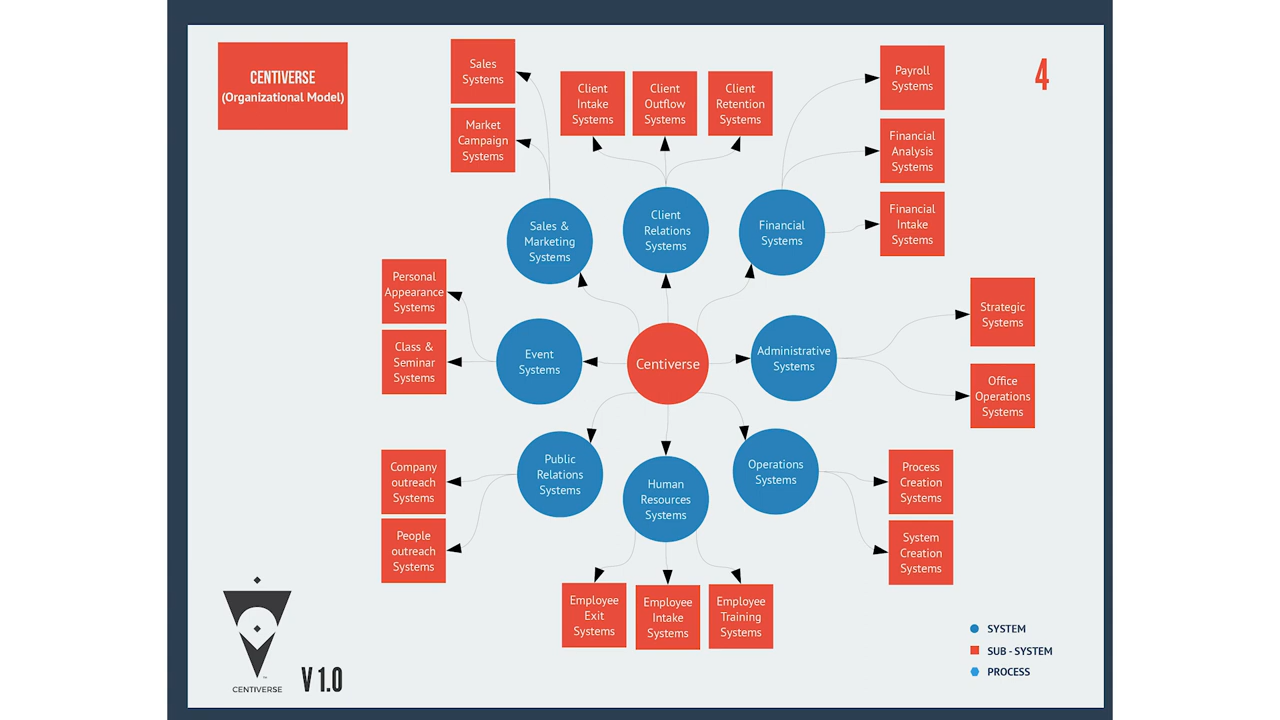 CENTIVERSE
(Organizational Model)
4
Sales
Systems
Market
Campaign
Systems
Client
Intake
Systems
Client
Outflow
Systems
Client
Retention
Systems
Payroll
Systems
Financial
Analysis
Systems
Financial
Intake
Systems
Sales &
Marketing
Systems
Client
Relations
Systems
Financial
Systems
Personal
Appearance
Systems
Class &
Seminar
Systems
Event
Systems
Centiverse
Administrative
Systems
Strategic
Systems
Office
Operations
Systems
Public
Relations
Systems
Human
Resources
Systems
Operations
Systems
Company
outreach
Systems
People
outreach
Systems
Process
Creation
Systems
System
Creation
Systems
Employee
Exit
Systems
Employee
Intake
Systems
Employee
Training
Systems
CENTIVERSE
V 1.0
SYSTEM
SUB - SYSTEM
PROCESS